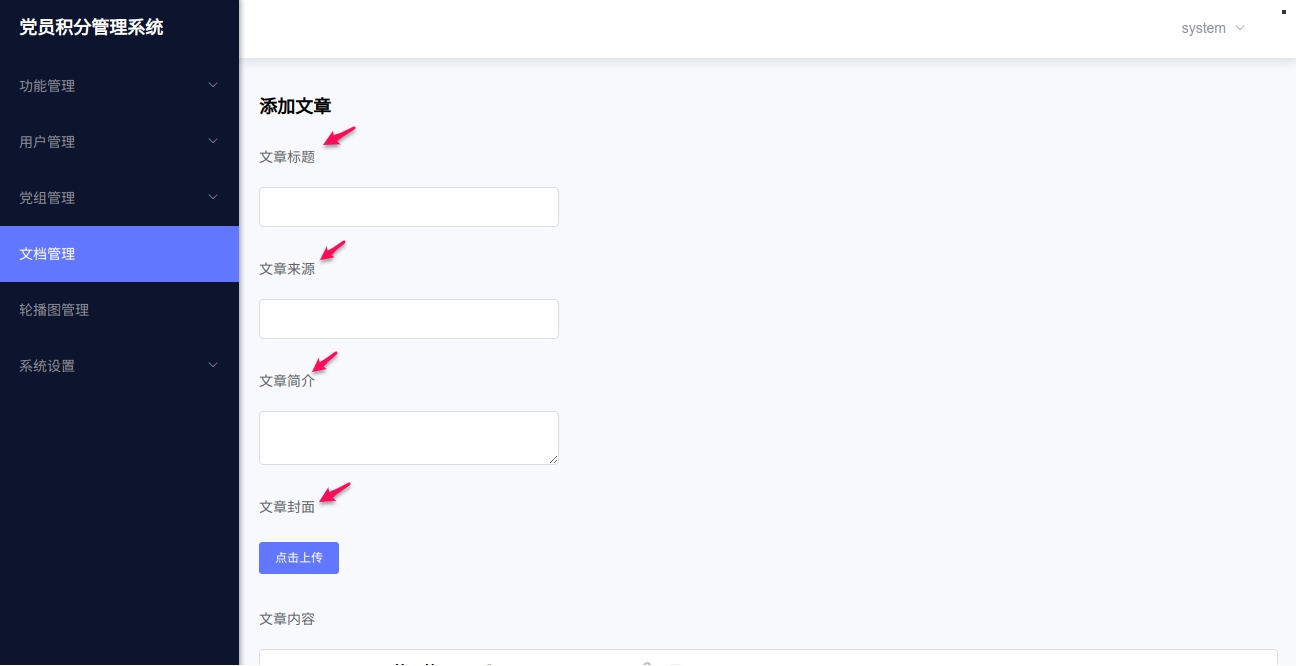 党员积分管理系统
system
功能管理
用户管理
党组管理
文档管理
轮播图管理
系统设置
添加文章
文章标题
文章来源
文章简介
文章封面
点击上传
文章内容